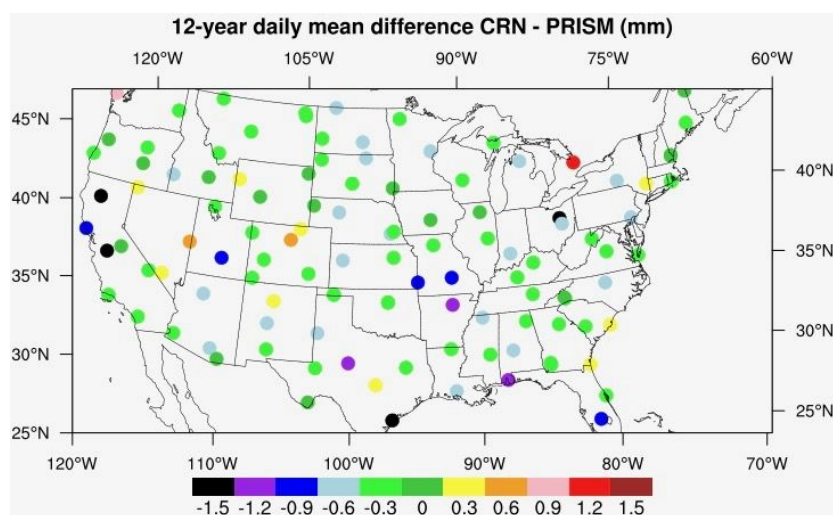 12-year daily mean difference CRN - PRISM (mm)
120°W 105°W 90°W 75°W 60°W
45°N
40°N 40°N
35°N 35°N
30°N 30°N
25°N 25°N
120°W 110°W 100°W 90°W 80°W 70°W
-1.5 -1.2 -0.9 -0.6 -0.3 0 0.3 0.6 0.9 1.2 1.5